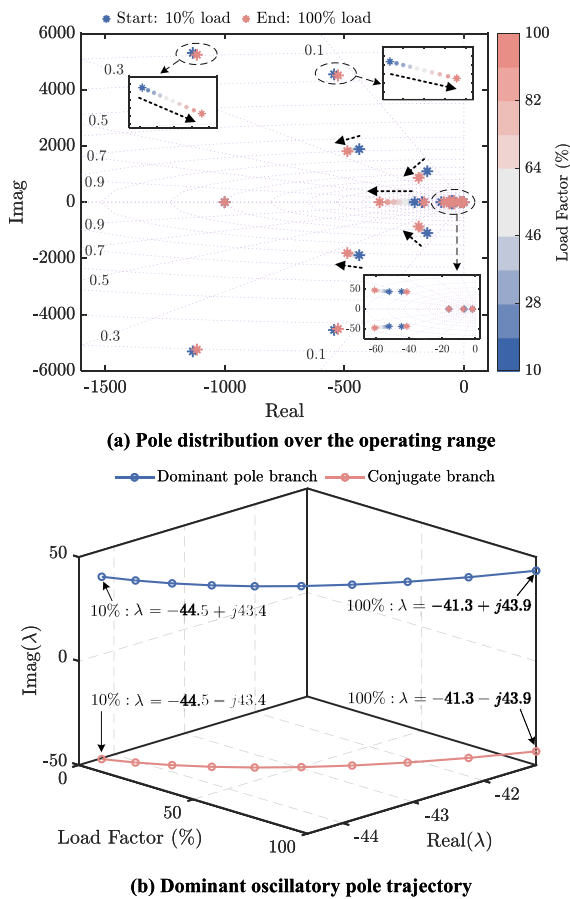 Start: 10% load End: 100% load
6000
4000
2000
0
-2000
-4000
-6000
Imag
0.3
0.5
0.7
0.9
0.9
0.7
0.5
0.3
0.1
0.1
50
0
-50
-60 -40 -20 0
-1500 -1000 -500 0
Real
100
82
64
46
28
10
Load Factor (%)
(a) Pole distribution over the operating range
Dominant pole branch Conjugate branch
50
0
-50
Imag(λ)
10% : λ = −44.5 + j43.4
100% : λ = −41.3 + j43.9
10% : λ = −44.5 − j43.4
100% : λ = −41.3 − j43.9
0
50
100
Load Factor (%)
-44
-43
-42
Real(λ)
(b) Dominant oscillatory pole trajectory